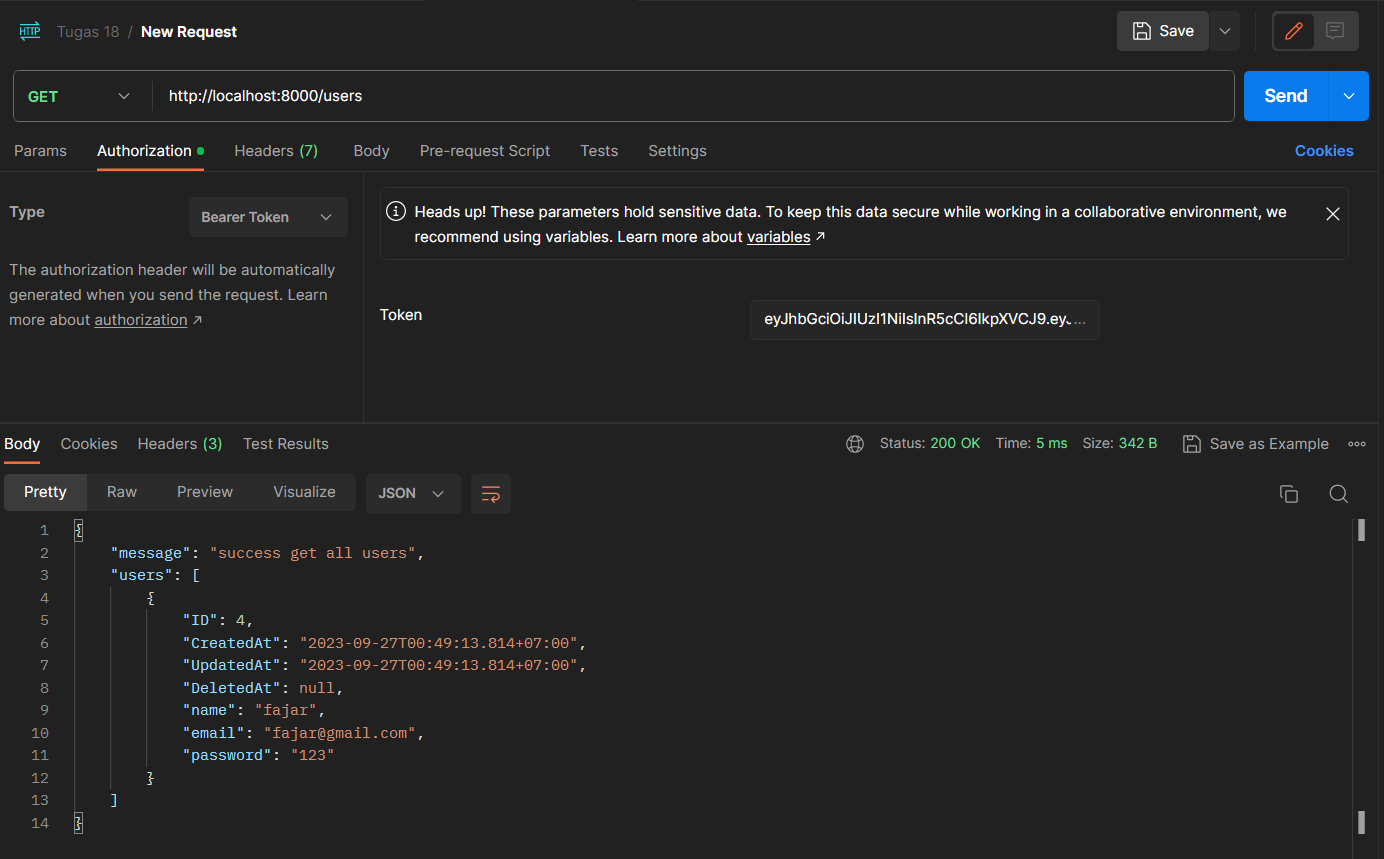 HTTP Tugas 18 / New Request Save
GET http://localhost:8000/users Send
Params Authorization Headers (7) Body Pre-request Script Tests Settings Cookies
Type Bearer Token
The authorization header will be automatically
generated when you send the request. Learn
more about authorization ↗
Heads up! These parameters hold sensitive data. To keep this data secure while working in a collaborative environment, we
recommend using variables. Learn more about variables ↗
Token eyJhbGciOiJIUzI1NiIsInR5cCI6IkpXVCJ9.eyJ...
Body Cookies Headers (3) Test Results Status: 200 OK Time: 5 ms Size: 342 B Save as Example
Pretty Raw Preview Visualize JSON
1 {
2 "message": "success get all users",
3 "users": [
4 {
5 "ID": 4,
6 "CreatedAt": "2023-09-27T00:49:13.814+07:00",
7 "UpdatedAt": "2023-09-27T00:49:13.814+07:00",
8 "DeletedAt": null,
9 "name": "fajar",
10 "email": "fajar@gmail.com",
11 "password": "123"
12 }
13 ]
14 }